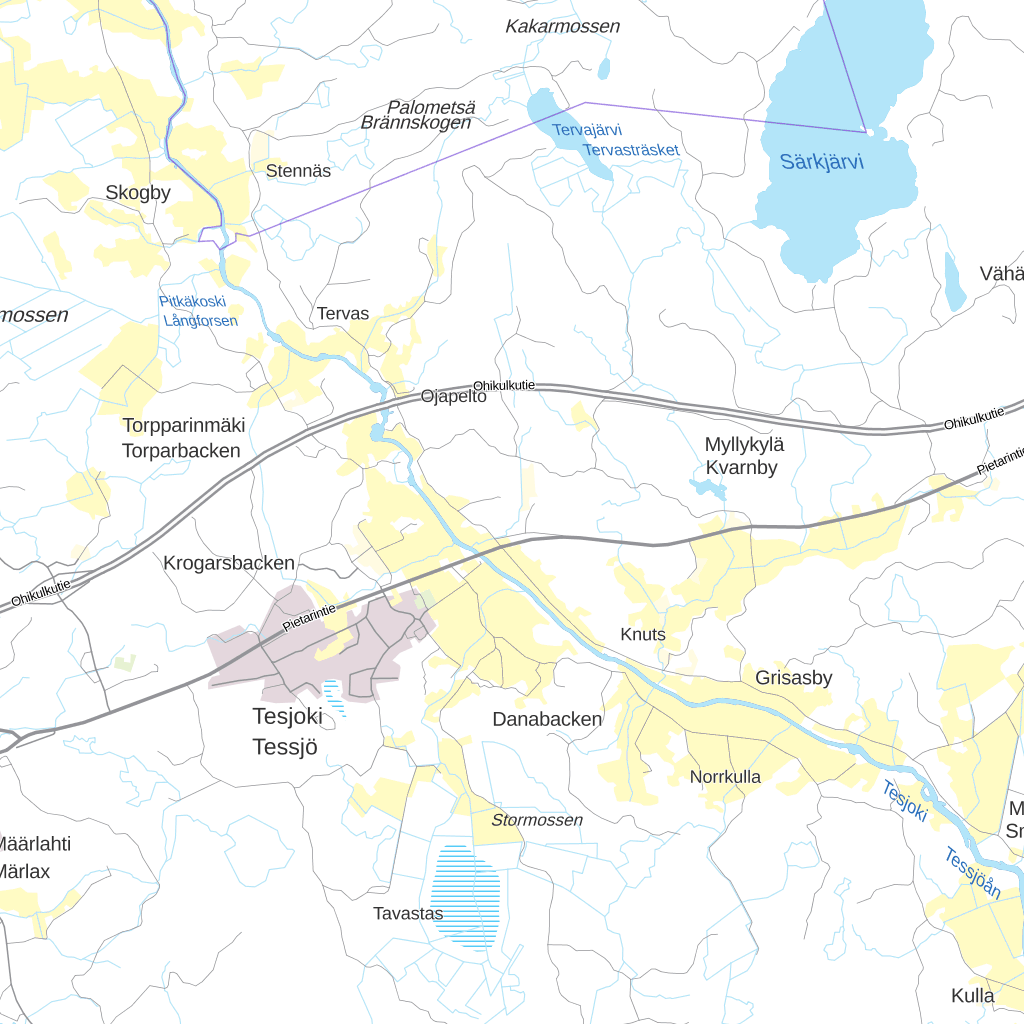 Kakarmossen
Palometsä
Brännskogen
Tervajärvi
Tervasträsket
Särkjärvi
Stennäs
Skogby
Vähä
Pitkäkoski
Långforsen
mossen
Tervas
Ohikulkutie
Ojapelto
Ohikulkutie
Torpparinmäki
Torparbacken
Myllykylä
Kvarnby
Pietarintie
Krogarsbacken
Ohikulkutie
Pietarintie
Knuts
Grisasby
Tesjoki
Tessjö
Danabacken
Norrkulla
Tesjoki
Stormossen
M
Sm
Määrlahti
Märlax
Tessjöån
Tavastas
Kulla